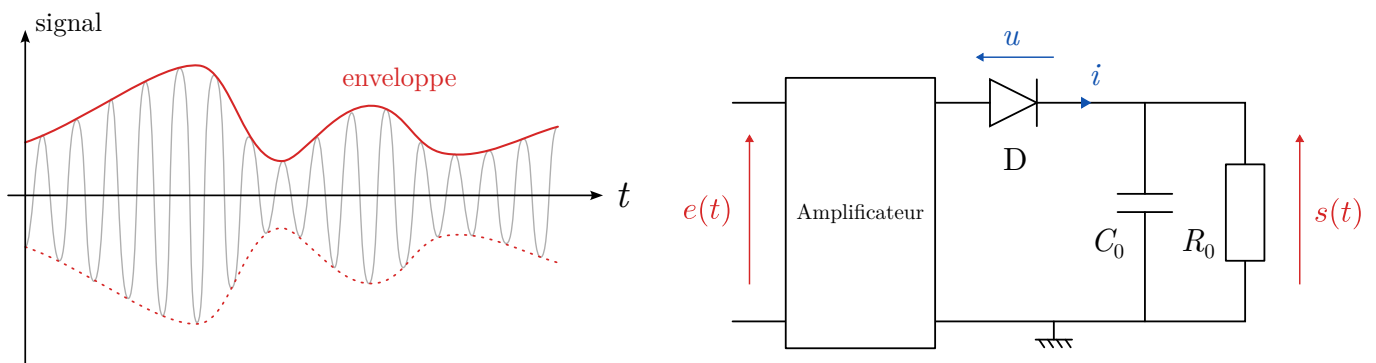 signal
enveloppe
t
u
i
D
e(t)
Amplificateur
C₀
R₀
s(t)